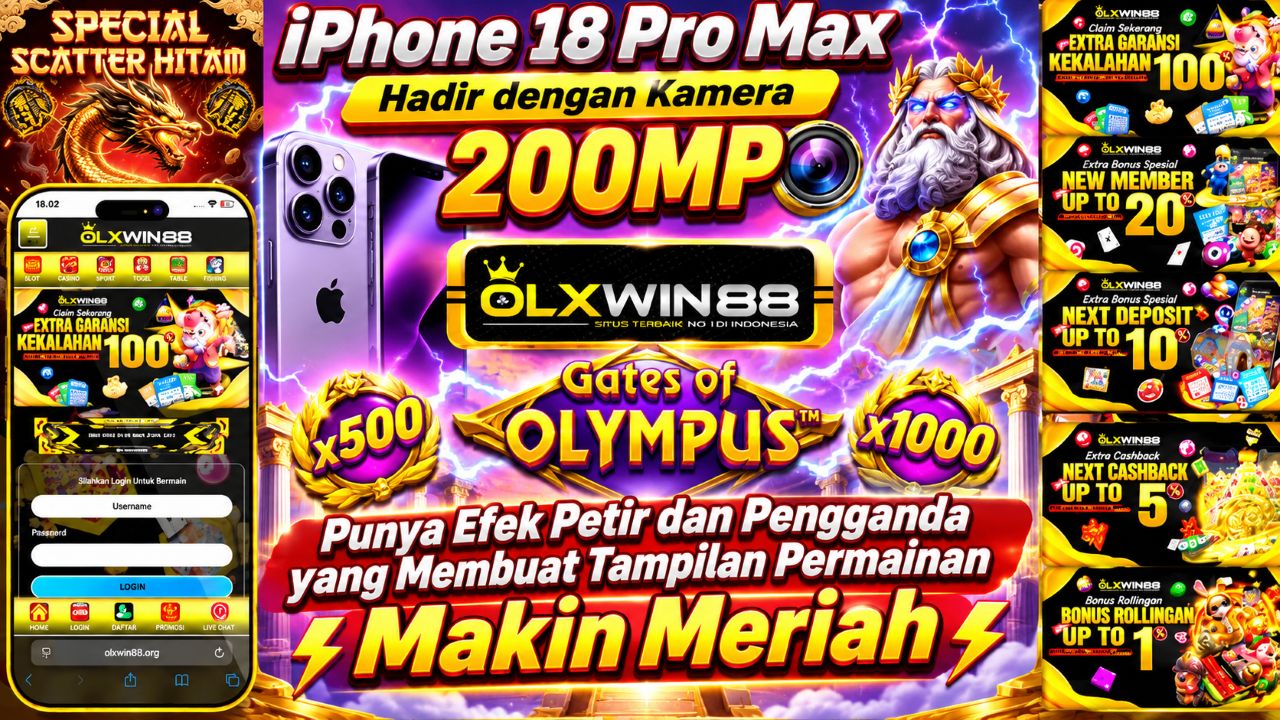 SPECIAL
SCATTER HITAM
18.02
OLXWIN88
SLOT CASINO SPORT TOGEL TABLE FISHING
OLXWIN88
Claim Sekarang
EXTRA GARANSI
KEKALAHAN 100%
Silahkan Login Untuk Bermain
Username
Passnerd
LOGIN
HOME LOGIN DAFTAR PROMOSI LIVE CHAT
olxwin88.org
iPhone 18 Pro Max
Hadir dengan Kamera
200MP
OLXWIN88
SITUS TERBAIK NO 1 DI INDONESIA
Gates of
OLYMPUS™
x500
x1000
Punya Efek Petir dan Pengganda
yang Membuat Tampilan Permainan
Makin Meriah
OLXWIN88
Claim Sekarang
EXTRA GARANSI
KEKALAHAN 100%
OLXWIN88
Extra Bonus Spesial
NEW MEMBER
UP TO 20%
OLXWIN88
Extra Bonus Spesial
NEXT DEPOSIT
UP TO 10%
OLXWIN88
Extra Cashback
NEXT CASHBACK
UP TO 5%
OLXWIN88
Bonus Rollingan
BONUS ROLLINGAN
UP TO 1%